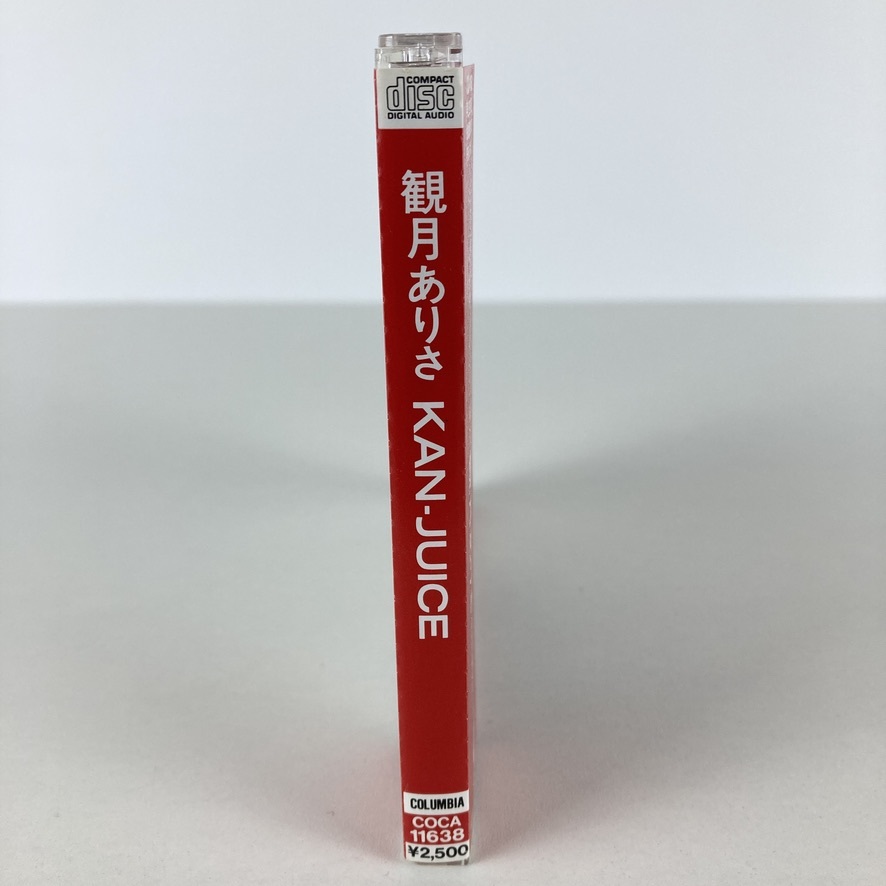 COMPACT
disc
DIGITAL AUDIO
観月ありさ KAN-JUICE
COLUMBIA
COCA
11638
¥2,500